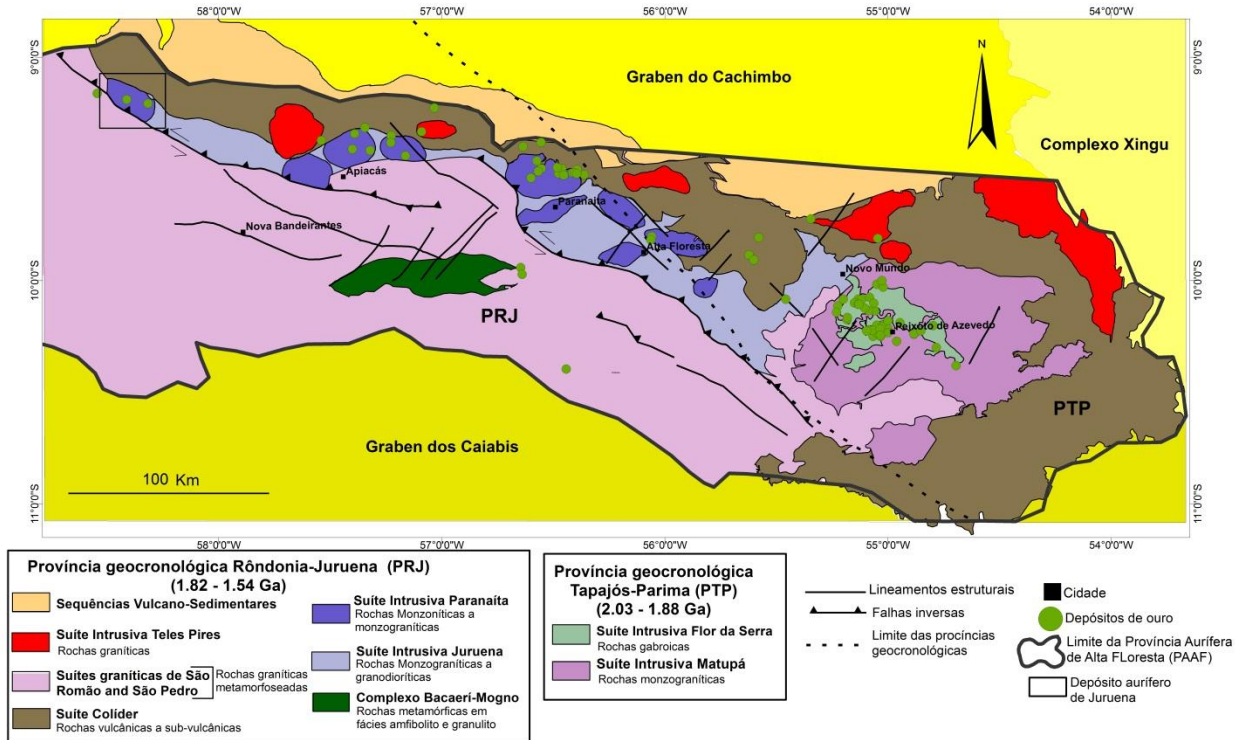 58°0'0"W
57°0'0"W
56°0'0"W
55°0'0"W
54°0'0"W
9°0'0"S
9°0'0"S
N
Graben do Cachimbo
Complexo Xingu
Apiacás
Paranaita
Nova Bandeirantes
Alta Floresta
Novo Mundo
10°0'0"S
10°0'0"S
PRJ
Peixoto de Azevedo
PTP
Graben dos Caiabis
100 Km
11°0'0"S
11°0'0"S
58°0'0"W
57°0'0"W
56°0'0"W
55°0'0"W
54°0'0"W
Província geocronológica Rôndonia-Juruena (PRJ)
(1.82 - 1.54 Ga)
Sequências Vulcano-Sedimentares
Suíte Intrusiva Teles Pires
Rochas graníticas
Suítes graníticas de São
Romão and São Pedro
Rochas graníticas
metamorfoseadas
Suíte Colíder
Rochas vulcânicas a sub-vulcânicas
Suíte Intrusiva Paranaíta
Rochas Monzoníticas a
monzograníticas
Suíte Intrusiva Juruena
Rochas Monzograníticas a
granodioríticas
Complexo Bacaerí-Mogno
Rochas metamórficas em
fácies amfibolito e granulito
Província geocronológica
Tapajós-Parima (PTP)
(2.03 - 1.88 Ga)
Suíte Intrusiva Flor da Serra
Rochas gabroicas
Suíte Intrusiva Matupá
Rochas monzograníticas
Lineamentos estruturais
Falhas inversas
Limite das procíncias
geocronológicas
Cidade
Depósitos de ouro
Limite da Província Aurífera
de Alta FLoresta (PAAF)
Depósito aurífero
de Juruena